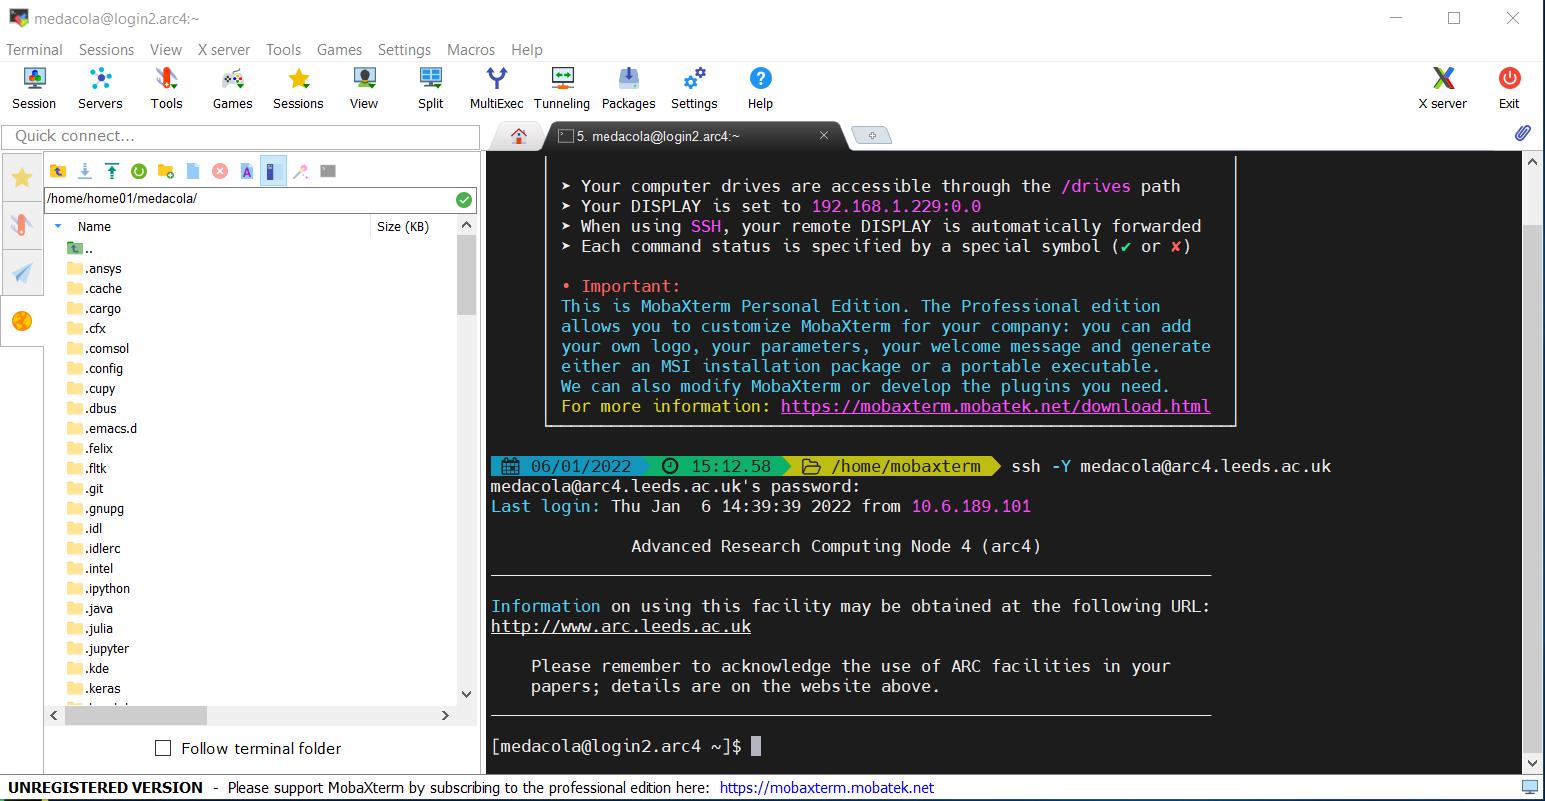 medacola@login2.arc4:~
Terminal Sessions View X server Tools Games Settings Macros Help
Session Servers Tools Games Sessions View Split MultiExec Tunneling Packages Settings Help X server Exit
Quick connect...
5. medacola@login2.arc4:~
/home/home01/medacola/
Name Size (KB)
..
.ansys
.cache
.cargo
.cfx
.comsol
.config
.cupy
.dbus
.emacs.d
.felix
.fltk
.git
.gnupg
.idl
.idlerc
.intel
.ipython
.java
.julia
.jupyter
.kde
.keras
Follow terminal folder
➤ Your computer drives are accessible through the /drives path
➤ Your DISPLAY is set to 192.168.1.229:0.0
➤ When using SSH, your remote DISPLAY is automatically forwarded
➤ Each command status is specified by a special symbol (✔ or ✘)
• Important:
This is MobaXterm Personal Edition. The Professional edition
allows you to customize MobaXterm for your company: you can add
your own logo, your parameters, your welcome message and generate
either an MSI installation package or a portable executable.
We can also modify MobaXterm or develop the plugins you need.
For more information: https://mobaxterm.mobatek.net/download.html
06/01/2022 15:12.58 /home/mobaxterm ssh -Y medacola@arc4.leeds.ac.uk
medacola@arc4.leeds.ac.uk's password:
Last login: Thu Jan  6 14:39:39 2022 from 10.6.189.101
Advanced Research Computing Node 4 (arc4)
Information on using this facility may be obtained at the following URL:
http://www.arc.leeds.ac.uk
Please remember to acknowledge the use of ARC facilities in your
papers; details are on the website above.
[medacola@login2.arc4 ~]$
UNREGISTERED VERSION - Please support MobaXterm by subscribing to the professional edition here: https://mobaxterm.mobatek.net